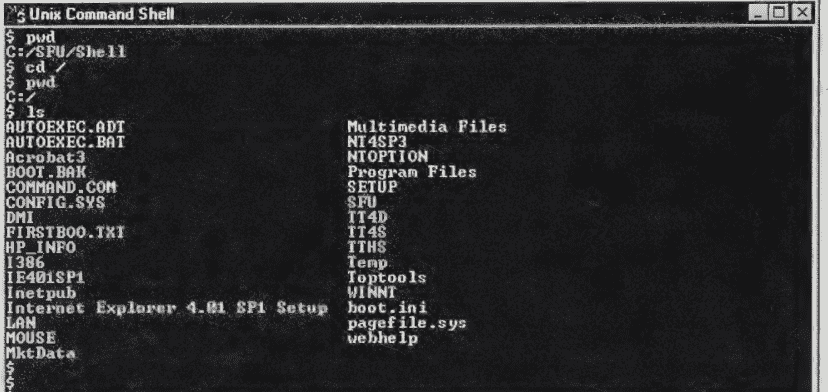 Unix Command Shell
$ pwd
C:/SFU/Shell
$ cd /
$ pwd
C:/
$ ls
AUTOEXEC.ADT Multimedia Files
AUTOEXEC.BAT NT4SP3
Acrobat3 NTOPTION
BOOT.BAK Program Files
COMMAND.COM SETUP
CONFIG.SYS SFU
DMI TT4D
FIRSTBOO.TXT TT4S
HP_INFO TTHS
I386 Temp
IE401SP1 Toptools
Inetpub WINNT
Internet Explorer 4.01 SP1 Setup boot.ini
LAN pagefile.sys
MOUSE webhelp
MktData
$
$